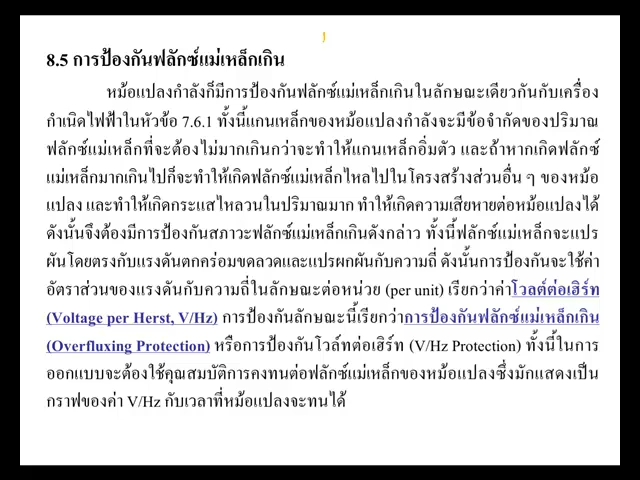 8.5 การป้องกันฟลักซ์แม่เหล็กเกิน
หม้อแปลงกำลังก็มีการป้องกันฟลักซ์แม่เหล็กเกินในลักษณะเดียวกันกับเครื่อง
กำเนิดไฟฟ้าในหัวข้อ 7.6.1 ทั้งนี้แกนเหล็กของหม้อแปลงกำลังจะมีข้อจำกัดของปริมาณ
ฟลักซ์แม่เหล็กที่จะต้องไม่มากเกินกว่าจะทำให้แกนเหล็กอิ่มตัว และถ้าหากเกิดฟลักซ์
แม่เหล็กมากเกินไปก็จะทำให้เกิดฟลักซ์แม่เหล็กไหลไปในโครงสร้างส่วนอื่น ๆ ของหม้อ
แปลง และทำให้เกิดกระแสไหลวนในปริมาณมาก ทำให้เกิดความเสียหายต่อหม้อแปลงได้
ดังนั้นจึงต้องมีการป้องกันสภาวะฟลักซ์แม่เหล็กเกินดังกล่าว ทั้งนี้ฟลักซ์แม่เหล็กจะแปร
ผันโดยตรงกับแรงดันตกคร่อมขดลวดและแปรผกผันกับความถี่ ดังนั้นการป้องกันจะใช้ค่า
อัตราส่วนของแรงดันกับความถี่ในลักษณะต่อหน่วย (per unit) เรียกว่าค่าโวลต์ต่อเฮิร์ท
(Voltage per Herst, V/Hz) การป้องกันลักษณะนี้เรียกว่าการป้องกันฟลักซ์แม่เหล็กเกิน
(Overfluxing Protection) หรือการป้องกันโวล์ทต่อเฮิร์ท (V/Hz Protection) ทั้งนี้ในการ
ออกแบบจะต้องใช้คุณสมบัติการคงทนต่อฟลักซ์แม่เหล็กของหม้อแปลงซึ่งมักแสดงเป็น
กราฟของค่า V/Hz กับเวลาที่หม้อแปลงจะทนได้